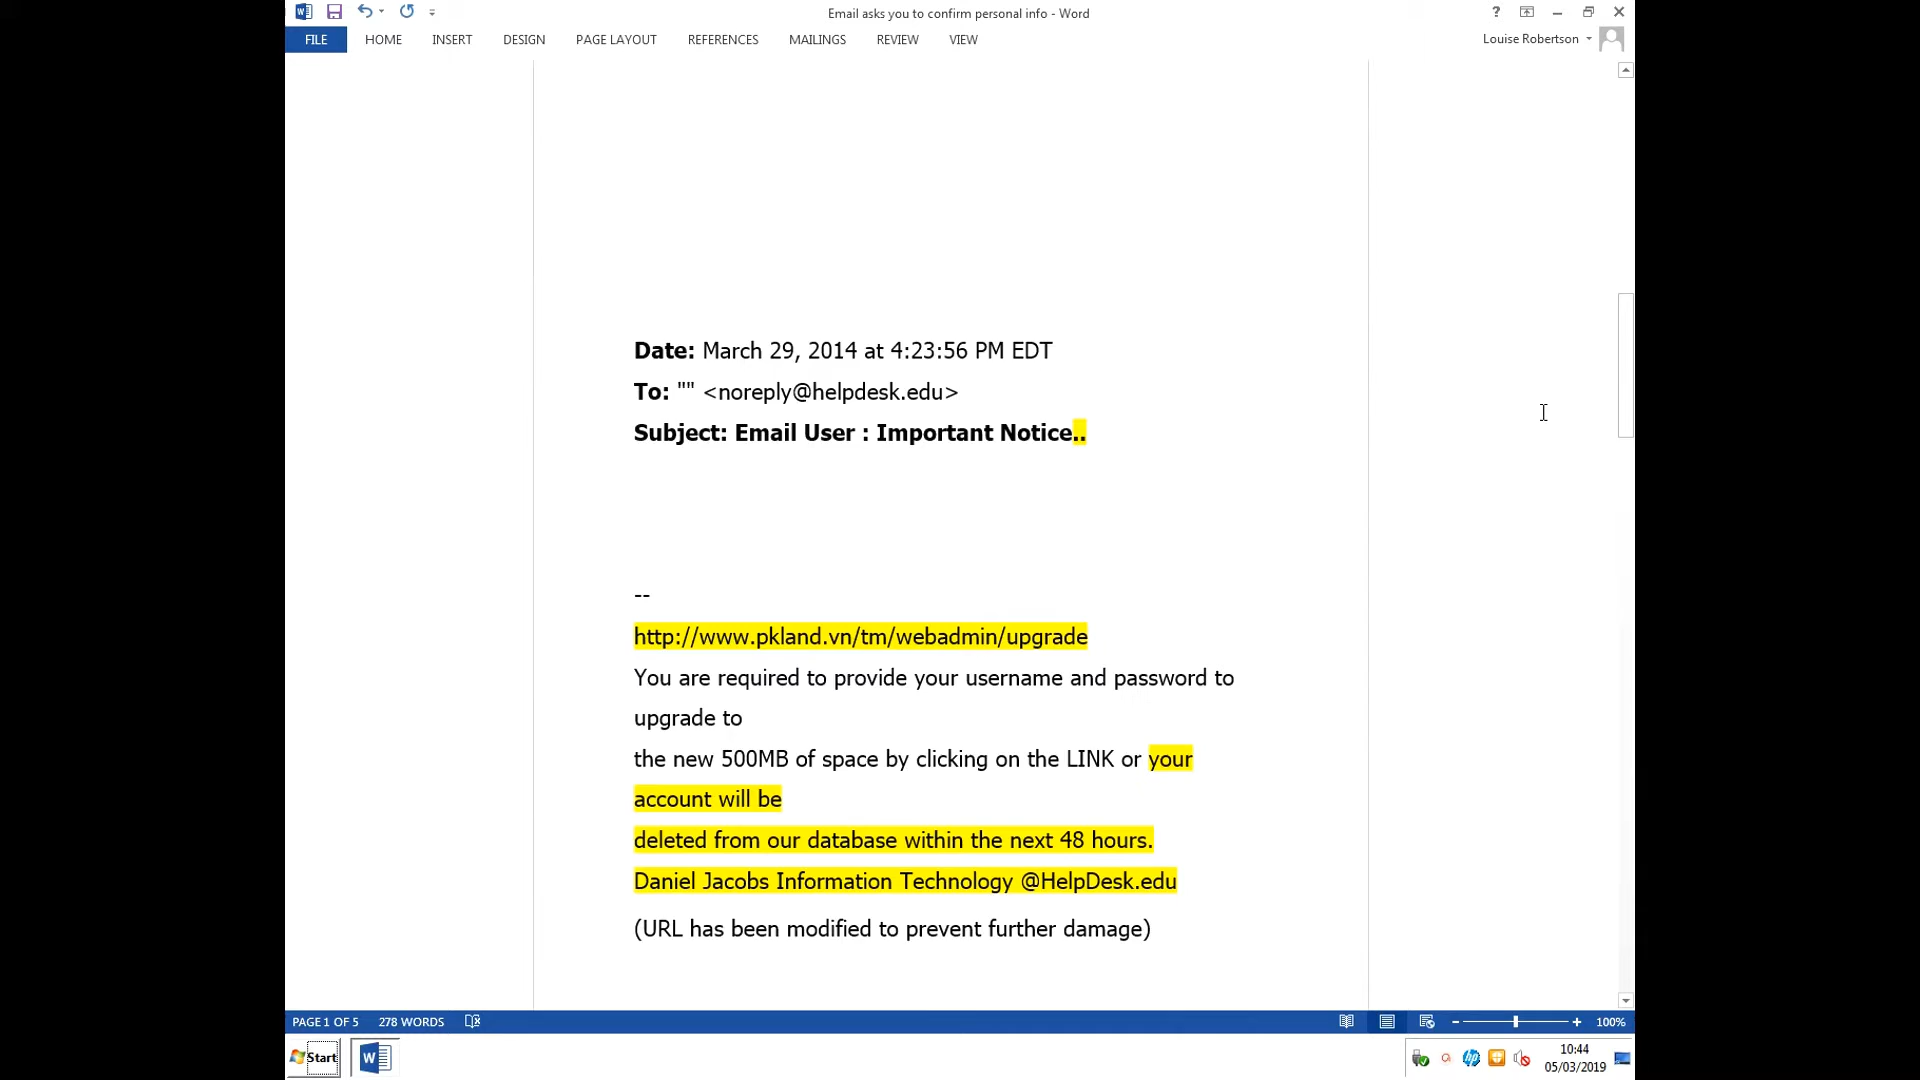 Email asks you to confirm personal info - Word
?
FILE HOME INSERT DESIGN PAGE LAYOUT REFERENCES MAILINGS REVIEW VIEW
Louise Robertson
Date: March 29, 2014 at 4:23:56 PM EDT
To: "" <noreply@helpdesk.edu>
Subject: Email User : Important Notice..
--
http://www.pkland.vn/tm/webadmin/upgrade
You are required to provide your username and password to
upgrade to
the new 500MB of space by clicking on the LINK or your
account will be
deleted from our database within the next 48 hours.
Daniel Jacobs Information Technology @HelpDesk.edu
(URL has been modified to prevent further damage)
PAGE 1 OF 5 278 WORDS
100%
Start
10:44
05/03/2019